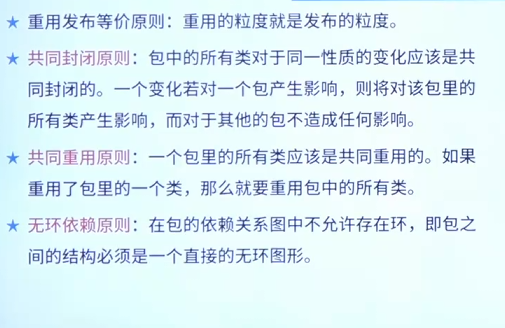 ★ 重用发布等价原则：重用的粒度就是发布的粒度。
★ 共同封闭原则：包中的所有类对于同一性质的变化应该是共
同封闭的。一个变化若对一个包产生影响，则将对该包里的
所有类产生影响，而对于其他的包不造成任何影响。
★ 共同重用原则：一个包里的所有类应该是共同重用的。如果
重用了包里的一个类，那么就要重用包中的所有类。
★ 无环依赖原则：在包的依赖关系图中不允许存在环，即包之
间的结构必须是一个直接的无环图形。